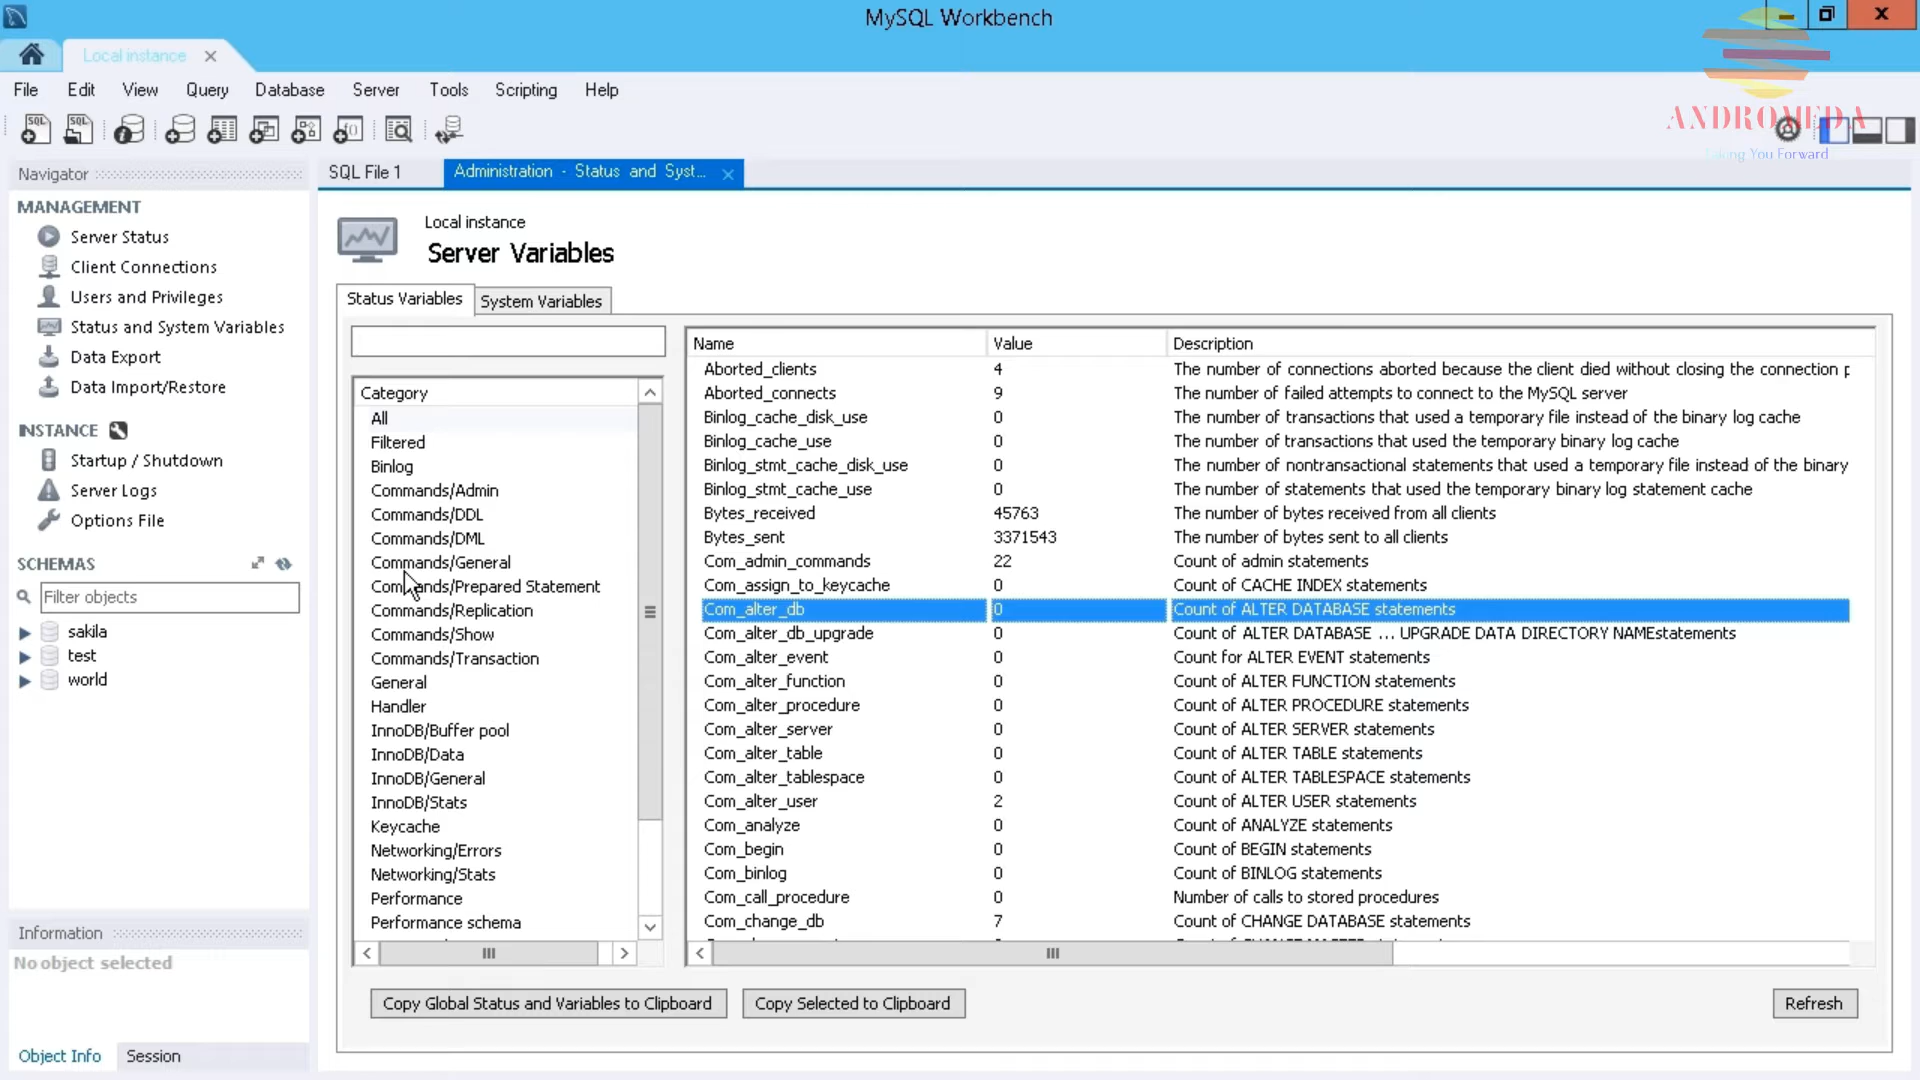 MySQL Workbench
Local instance
File Edit View Query Database Server Tools Scripting Help
ANDROMEDA
Taking You Forward
Navigator
MANAGEMENT
Server Status
Client Connections
Users and Privileges
Status and System Variables
Data Export
Data Import/Restore
INSTANCE
Startup / Shutdown
Server Logs
Options File
SCHEMAS
Filter objects
sakila
test
world
Information
No object selected
Object Info Session
SQL File 1 Administration - Status and Syst...
Local instance
Server Variables
Status Variables System Variables
Category
All
Filtered
Binlog
Commands/Admin
Commands/DDL
Commands/DML
Commands/General
Commands/Prepared Statement
Commands/Replication
Commands/Show
Commands/Transaction
General
Handler
InnoDB/Buffer pool
InnoDB/Data
InnoDB/General
InnoDB/Stats
Keycache
Networking/Errors
Networking/Stats
Performance
Performance schema
Name Value Description
Aborted_clients 4 The number of connections aborted because the client died without closing the connection p
Aborted_connects 9 The number of failed attempts to connect to the MySQL server
Binlog_cache_disk_use 0 The number of transactions that used a temporary file instead of the binary log cache
Binlog_cache_use 0 The number of transactions that used the temporary binary log cache
Binlog_stmt_cache_disk_use 0 The number of nontransactional statements that used a temporary file instead of the binary
Binlog_stmt_cache_use 0 The number of statements that used the temporary binary log statement cache
Bytes_received 45763 The number of bytes received from all clients
Bytes_sent 3371543 The number of bytes sent to all clients
Com_admin_commands 22 Count of admin statements
Com_assign_to_keycache 0 Count of CACHE INDEX statements
Com_alter_db 0 Count of ALTER DATABASE statements
Com_alter_db_upgrade 0 Count of ALTER DATABASE ... UPGRADE DATA DIRECTORY NAMEstatements
Com_alter_event 0 Count for ALTER EVENT statements
Com_alter_function 0 Count of ALTER FUNCTION statements
Com_alter_procedure 0 Count of ALTER PROCEDURE statements
Com_alter_server 0 Count of ALTER SERVER statements
Com_alter_table 0 Count of ALTER TABLE statements
Com_alter_tablespace 0 Count of ALTER TABLESPACE statements
Com_alter_user 2 Count of ALTER USER statements
Com_analyze 0 Count of ANALYZE statements
Com_begin 0 Count of BEGIN statements
Com_binlog 0 Count of BINLOG statements
Com_call_procedure 0 Number of calls to stored procedures
Com_change_db 7 Count of CHANGE DATABASE statements
Copy Global Status and Variables to Clipboard Copy Selected to Clipboard Refresh